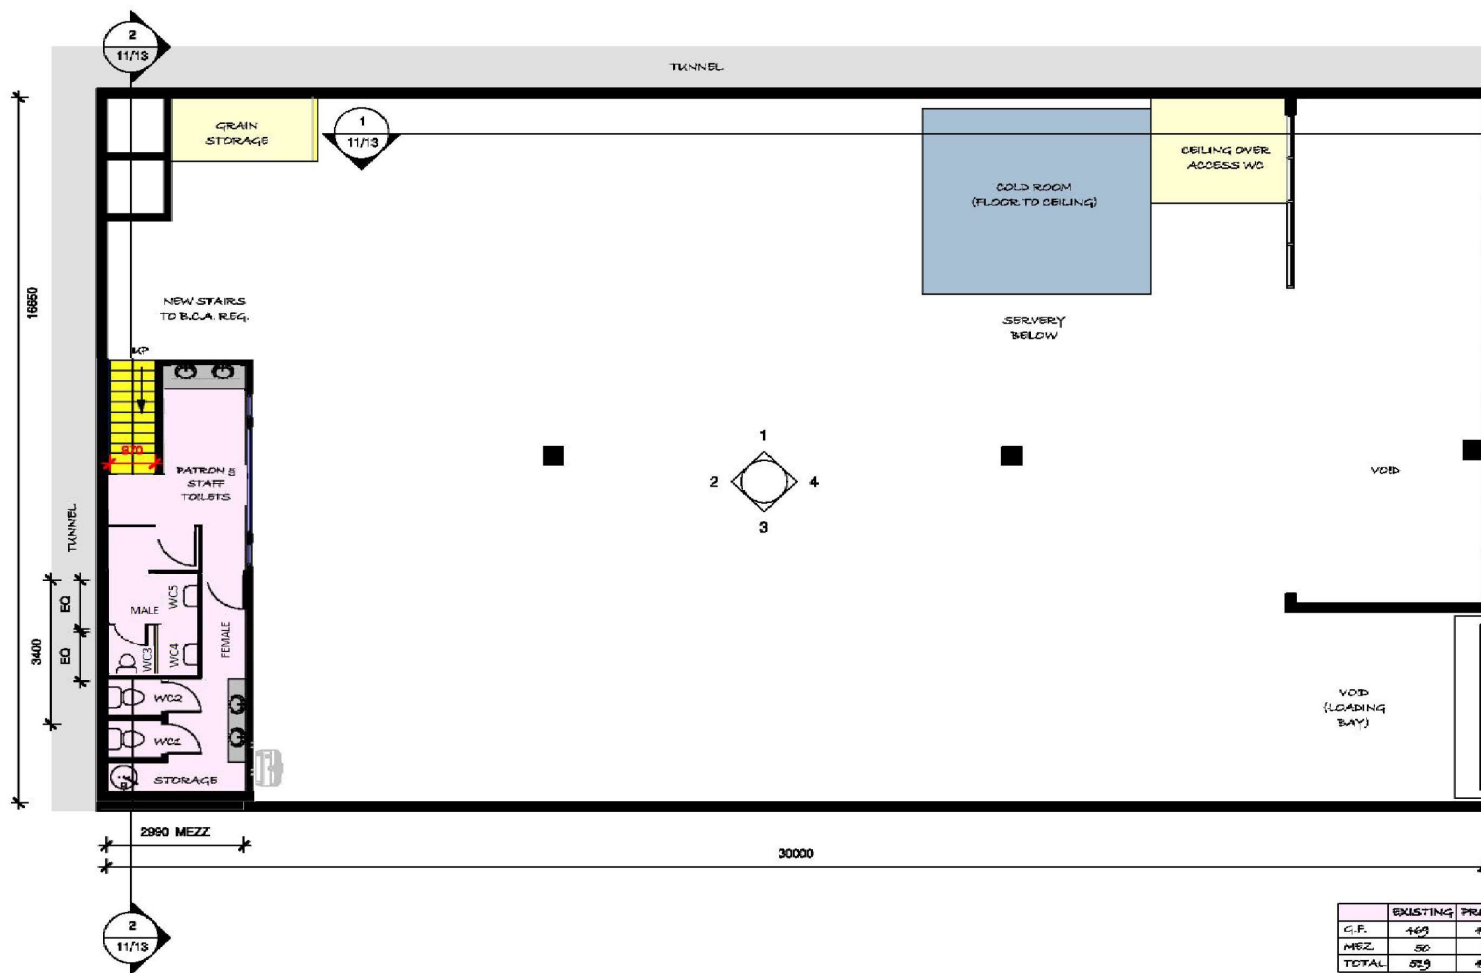 2
11/13
TUNNEL
GRAIN
STORAGE
1
11/13
CEILING OVER
ACCESS WC
COLD ROOM
(FLOOR TO CEILING)
16650
NEW STAIRS
TO B.C.A. REG.
SERVERY
BELOW
UP
970
PATRON &
STAFF
TOILETS
1
2
4
3
VOID
TUNNEL
EQ
EQ
3400
MALE
WC5
WC3
WC4
FEMALE
WC2
WC1
STORAGE
VOID
(LOADING
BAY)
2990 MEZZ
30000
2
11/13
EXISTING
G.F. 469
MEZ. 50
TOTAL 529